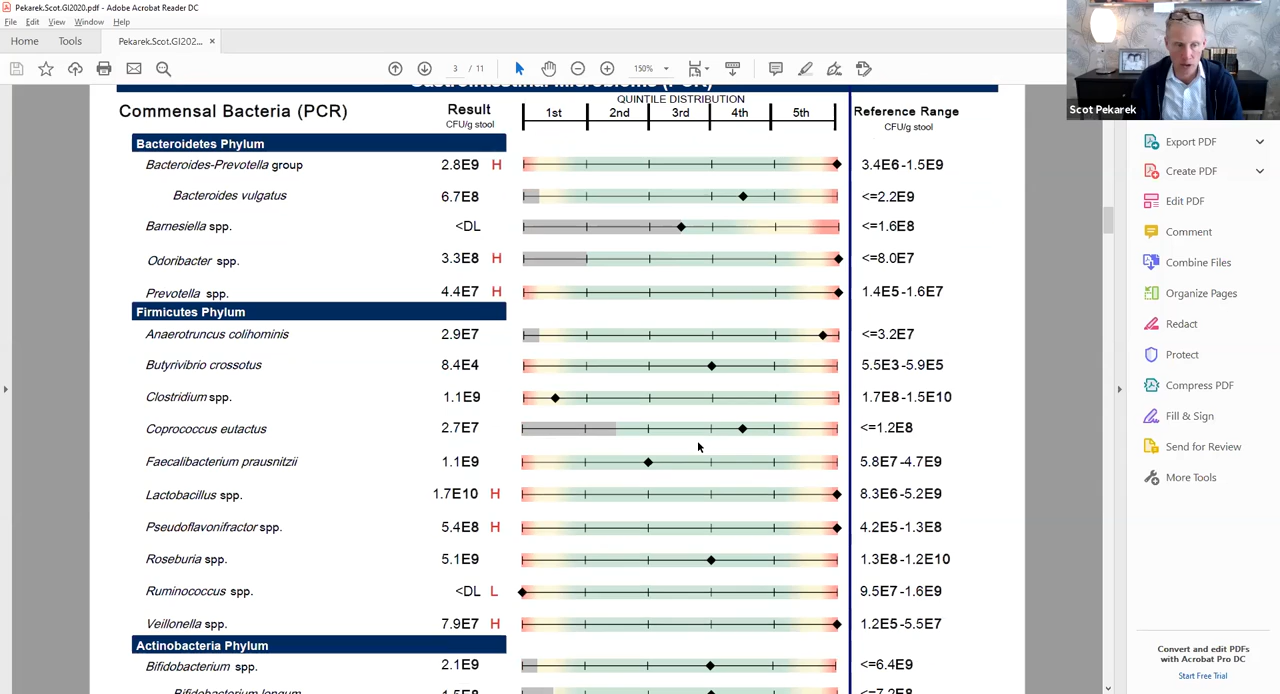 Pekarek.Scot.GI2020.pdf - Adobe Acrobat Reader DC
File Edit View Window Help
Home Tools Pekarek.Scot.GI202... ×
3 / 11 150%
Scot Pekarek
Gastrointestinal Microbiome (PCR)
Commensal Bacteria (PCR) Result QUINTILE DISTRIBUTION Reference Range
CFU/g stool 1st 2nd 3rd 4th 5th CFU/g stool
Bacteroidetes Phylum
Bacteroides-Prevotella group 2.8E9 H 3.4E6 -1.5E9
Bacteroides vulgatus 6.7E8 <=2.2E9
Barnesiella spp. <DL <=1.6E8
Odoribacter spp. 3.3E8 H <=8.0E7
Prevotella spp. 4.4E7 H 1.4E5 -1.6E7
Firmicutes Phylum
Anaerotruncus colihominis 2.9E7 <=3.2E7
Butyrivibrio crossotus 8.4E4 5.5E3 -5.9E5
Clostridium spp. 1.1E9 1.7E8 -1.5E10
Coprococcus eutactus 2.7E7 <=1.2E8
Faecalibacterium prausnitzii 1.1E9 5.8E7 -4.7E9
Lactobacillus spp. 1.7E10 H 8.3E6 -5.2E9
Pseudoflavonifractor spp. 5.4E8 H 4.2E5 -1.3E8
Roseburia spp. 5.1E9 1.3E8 -1.2E10
Ruminococcus spp. <DL L 9.5E7 -1.6E9
Veillonella spp. 7.9E7 H 1.2E5 -5.5E7
Actinobacteria Phylum
Bifidobacterium spp. 2.1E9 <=6.4E9
Bifidobacterium longum 1.5E8 <=7.2E8
Export PDF
Create PDF
Edit PDF
Comment
Combine Files
Organize Pages
Redact
Protect
Compress PDF
Fill & Sign
Send for Review
More Tools
Convert and edit PDFs
with Acrobat Pro DC
Start Free Trial